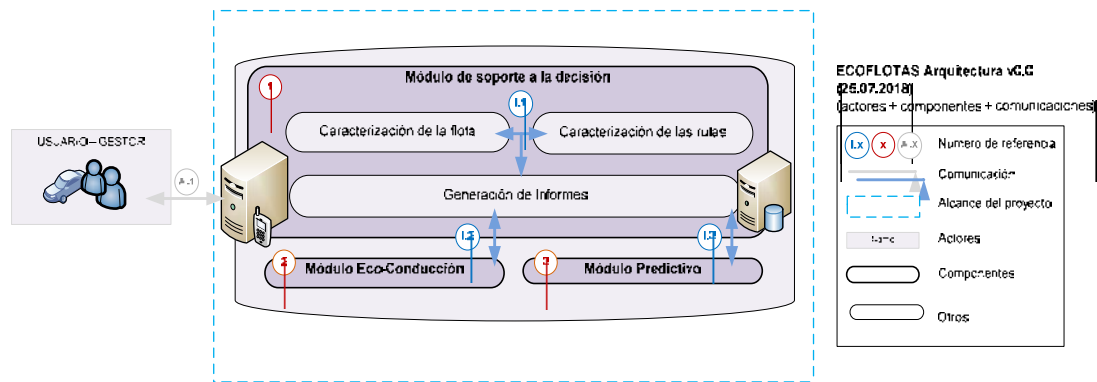 Módulo de soporte a la decisión
1
I.1
Caracterización de la flota
Caracterización de las rutas
Generación de Informes
I.2
I.3
2
Módulo Eco-Conducción
3
Módulo Predictivo
USUARIO – GESTOR
A.1
ECOFLOTAS Arquitectura
(26.07.2018)
(actores + componentes + comunicaciones)
I.x
x
A.x
Numero de referencia
Comunicación
Alcance del proyecto
Name
Actores
Componentes
Otros